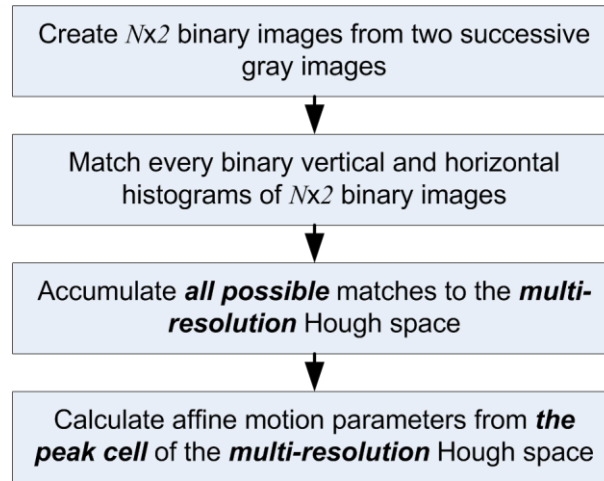 Create Nx2 binary images from two successive
gray images
Match every binary vertical and horizontal
histograms of Nx2 binary images
Accumulate all possible matches to the multi-
resolution Hough space
Calculate affine motion parameters from the
peak cell of the multi-resolution Hough space